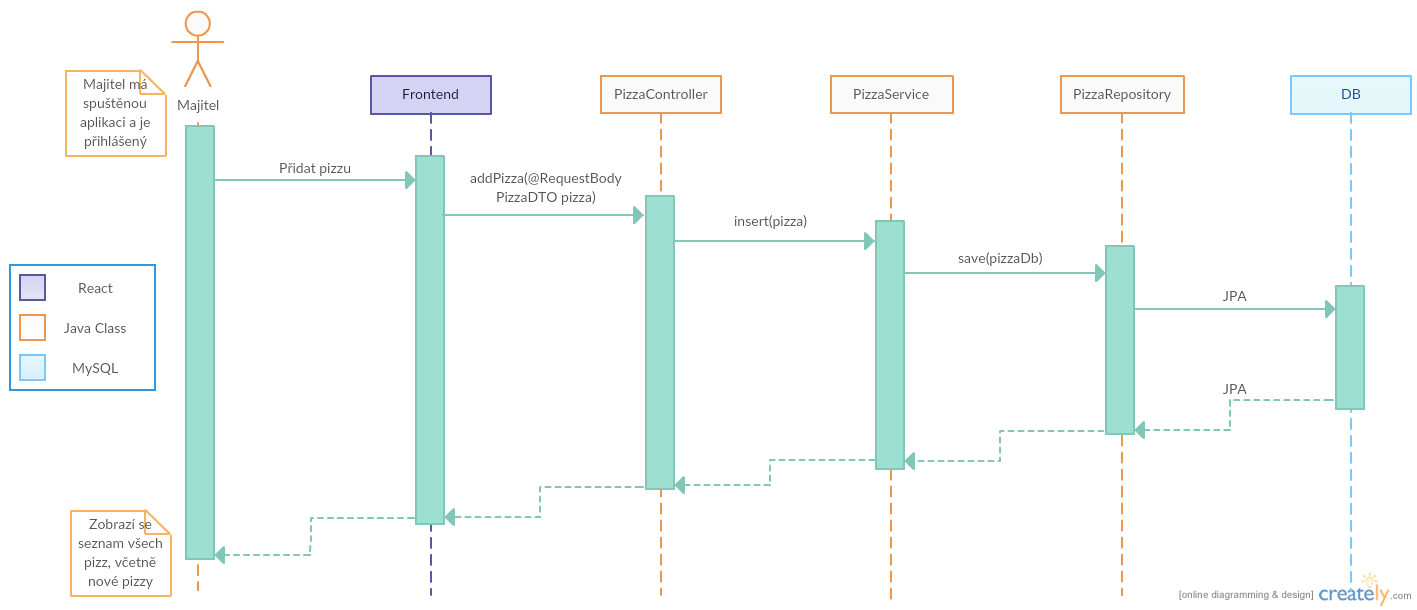 Majitel má
spuštěnou
aplikaci a je
přihlášený
Majitel
Frontend
PizzaController
PizzaService
PizzaRepository
DB
Přidat pizzu
addPizza(@RequestBody
PizzaDTO pizza)
insert(pizza)
save(pizzaDb)
JPA
JPA
React
Java Class
MySQL
Zobrazí se
seznam všech
pizz, včetně
nové pizzy
[online diagramming & design] creately.com